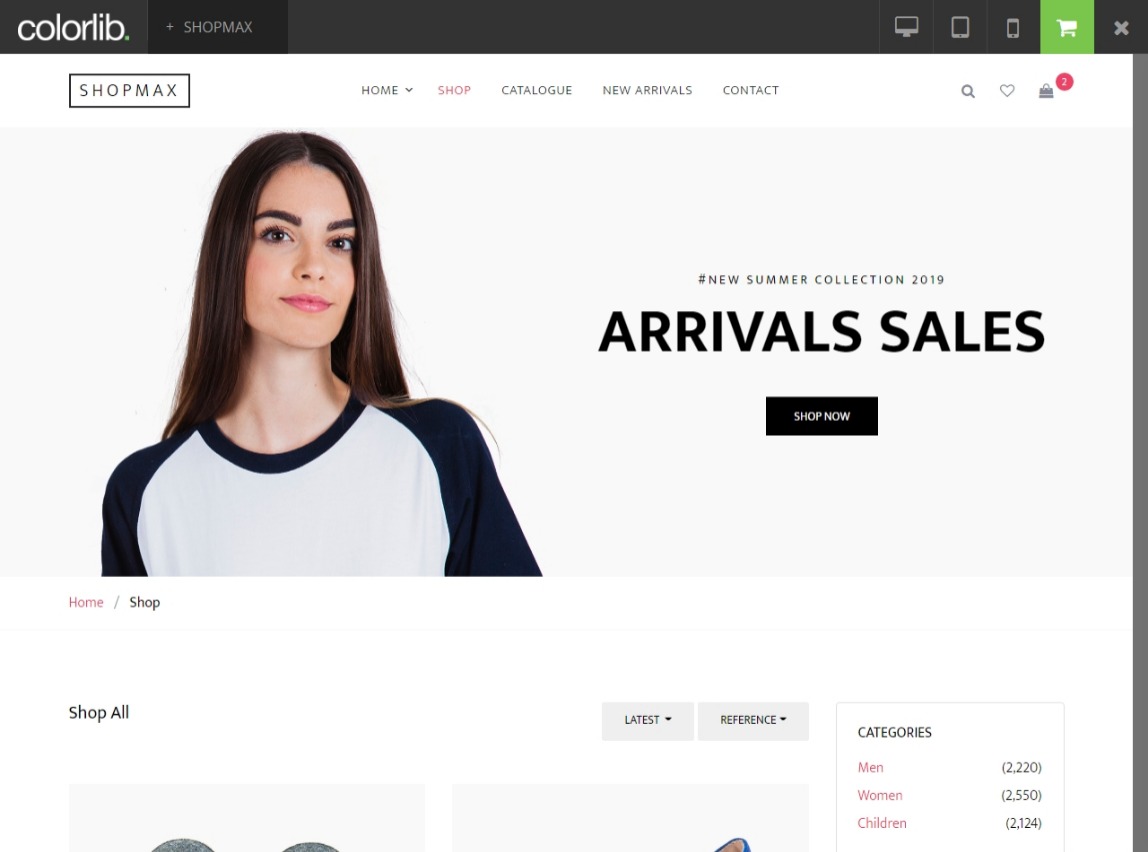 colorlib.
+ SHOPMAX
SHOPMAX
HOME
SHOP
CATALOGUE
NEW ARRIVALS
CONTACT
2
#NEW SUMMER COLLECTION 2019
ARRIVALS SALES
SHOP NOW
Home / Shop
Shop All
LATEST
REFERENCE
CATEGORIES
Men (2,220)
Women (2,550)
Children (2,124)